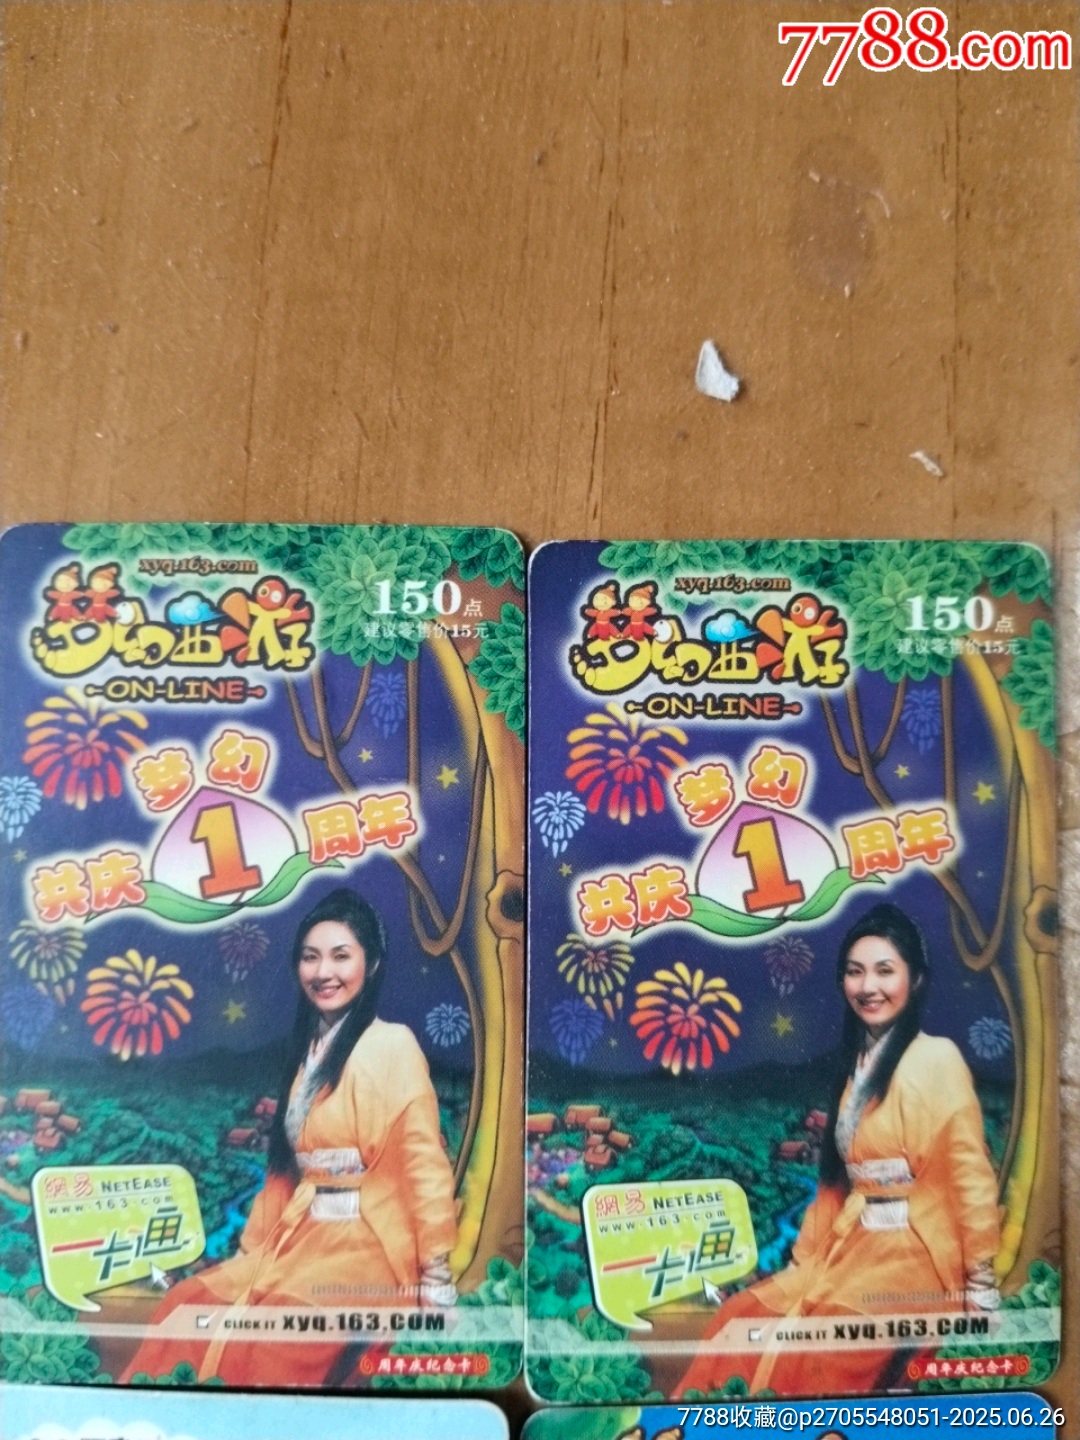 7788.com
xyq.163.com
梦幻西游
ON-LINE
150点
建议零售价15元
梦幻
共庆1周年
網易 NETEASE
www.163.com
一卡通
CLICK IT xyq.163.COM
周年庆纪念卡
xyq.163.com
梦幻西游
ON-LINE
150点
建议零售价15元
梦幻
共庆1周年
網易 NETEASE
www.163.com
一卡通
CLICK IT xyq.163.COM
周年庆纪念卡
7788收藏@p2705548051-2025.06.26